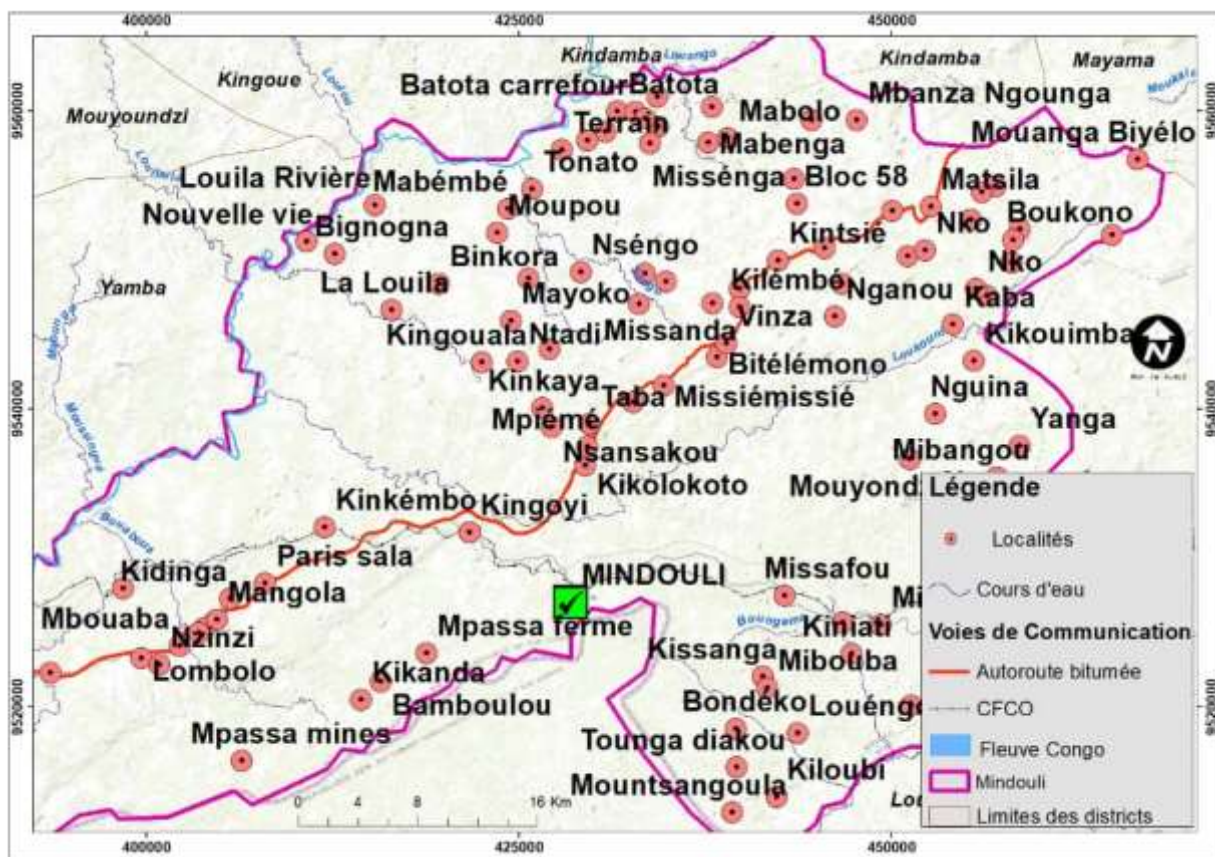 400000 425000 450000
Kindamba Louango Kindamba Mayama
Kingoue Batota carrefour Batota Mbanza Ngounga
Mabolo
Mouyoundzi
9560000 Terrain 9560000
Mabenga Mouanga Biyélo
Tonato
Louila Rivière Mabémbé Missénga Bloc 58 Matsila
Nouvelle vie Moupou Boukono
Bignogna Nko
Nséngo Kintsié
Binkora
Yamba La Louila Kilémbé Nganou Nko
Mayoko Kaba
Kingouala Ntadi Missanda Vinza
Kikouimba
Bitélémono
Kinkaya Nguina
Taba Missiémissié
9540000 Mpiémé Yanga 9540000
Nsansakou Mibangou
Kikolokoto
Kinkémbo Kingoyi
Paris sala
Kidinga MINDOULI Missafou
Mangola
Mbouaba Mpassa ferme Kiniati
Nzinzi Kissanga
Kikanda Mibouba
Lombolo
Bamboulou Bondéko
9520000 Mpassa mines Tounga diakou 9520000
Mountsangoula Kiloubi
Légende
Localités
Cours d'eau
Voies de Communication
Autoroute bitumée
CFCO
Fleuve Congo
Mindouli
Limites des districts
N
0 4 8 16 Km
400000 425000 450000